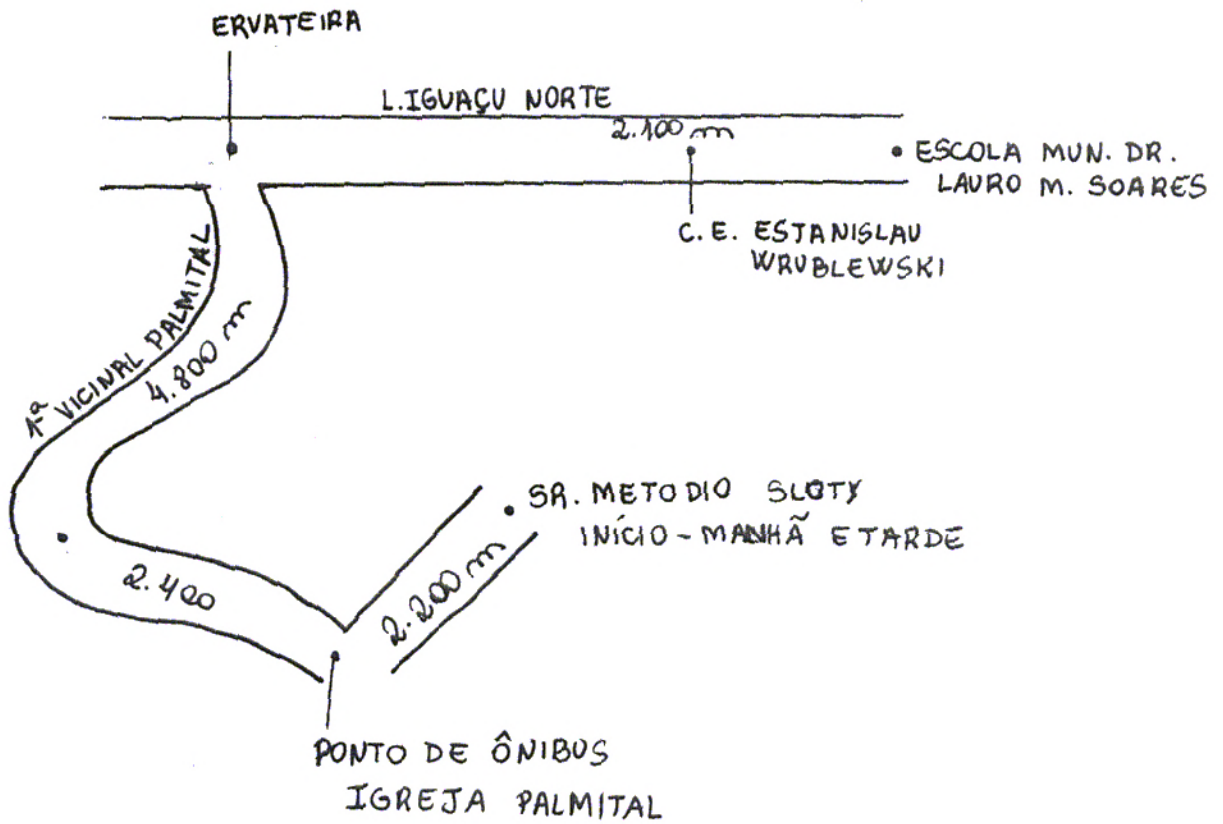 ERVATEIRA
L. IGUAÇU NORTE
2.100 m
ESCOLA MUN. DR.
LAURO M. SOARES
C. E. ESTANISLAU
WRUBLEWSKI
1ª VICINAL PALMITAL
4.800 m
SR. METODIO SLOTY
INÍCIO - MANHÃ E TARDE
2.400
2.200 m
PONTO DE ÔNIBUS
IGREJA PALMITAL